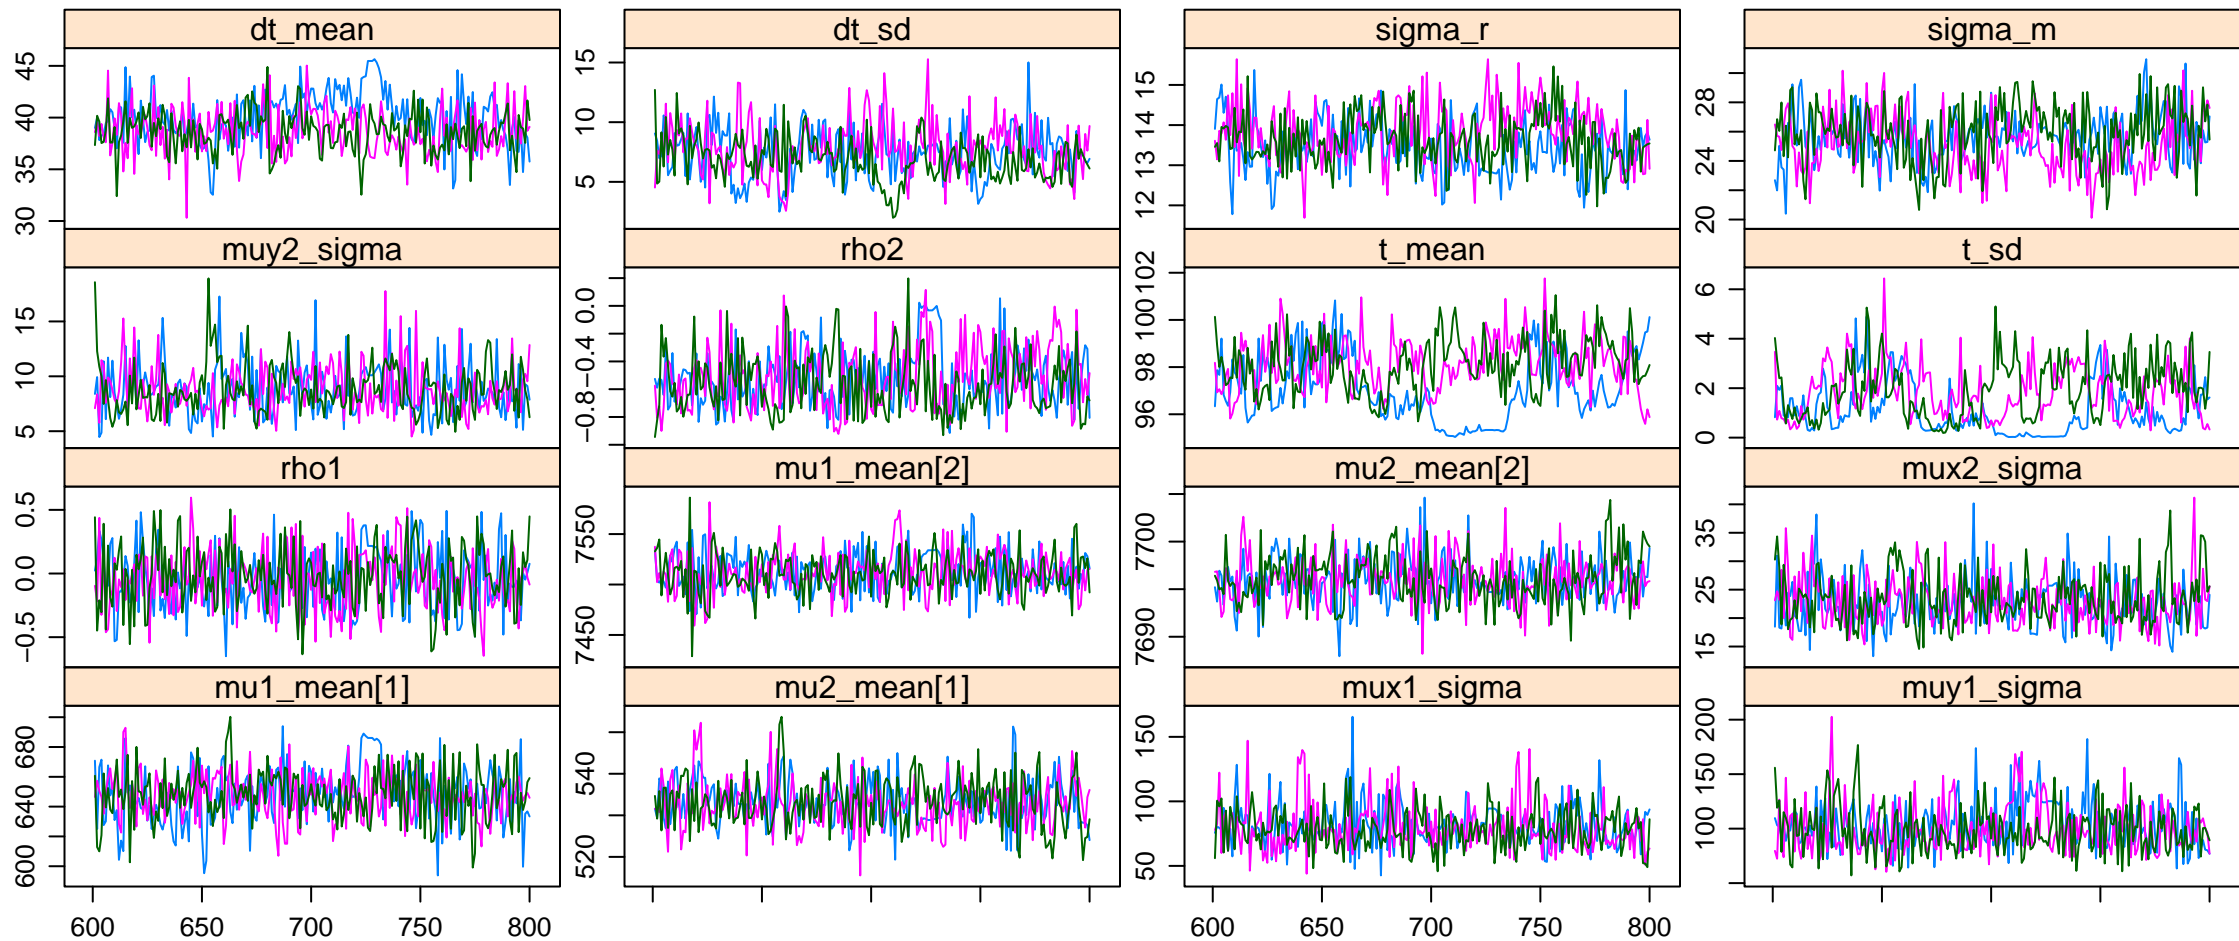 dt_mean dt_sd sigma_r sigma_m
45 40 35 30
15 10 5
15 14 13 12
28 24 20
muy2_sigma rho2 t_mean t_sd
15 10 5
0.0 −0.4 −0.8
102 100 98 96
6 4 2 0
rho1 mu1_mean[2] mu2_mean[2] mux2_sigma
0.5 0.0 −0.5
7550 7450
7700 7690
35 25 15
mu1_mean[1] mu2_mean[1] mux1_sigma muy1_sigma
680 640 600
540 520
150 100 50
200 150 100
600 650 700 750 800
600 650 700 750 800